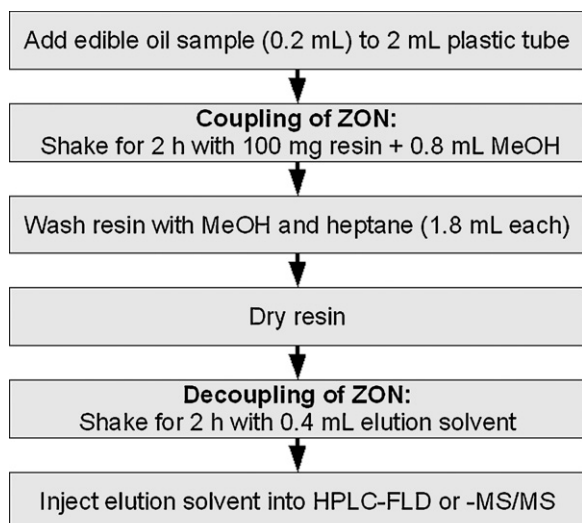 Add edible oil sample (0.2 mL) to 2 mL plastic tube
Coupling of ZON:
Shake for 2 h with 100 mg resin + 0.8 mL MeOH
Wash resin with MeOH and heptane (1.8 mL each)
Dry resin
Decoupling of ZON:
Shake for 2 h with 0.4 mL elution solvent
Inject elution solvent into HPLC-FLD or -MS/MS